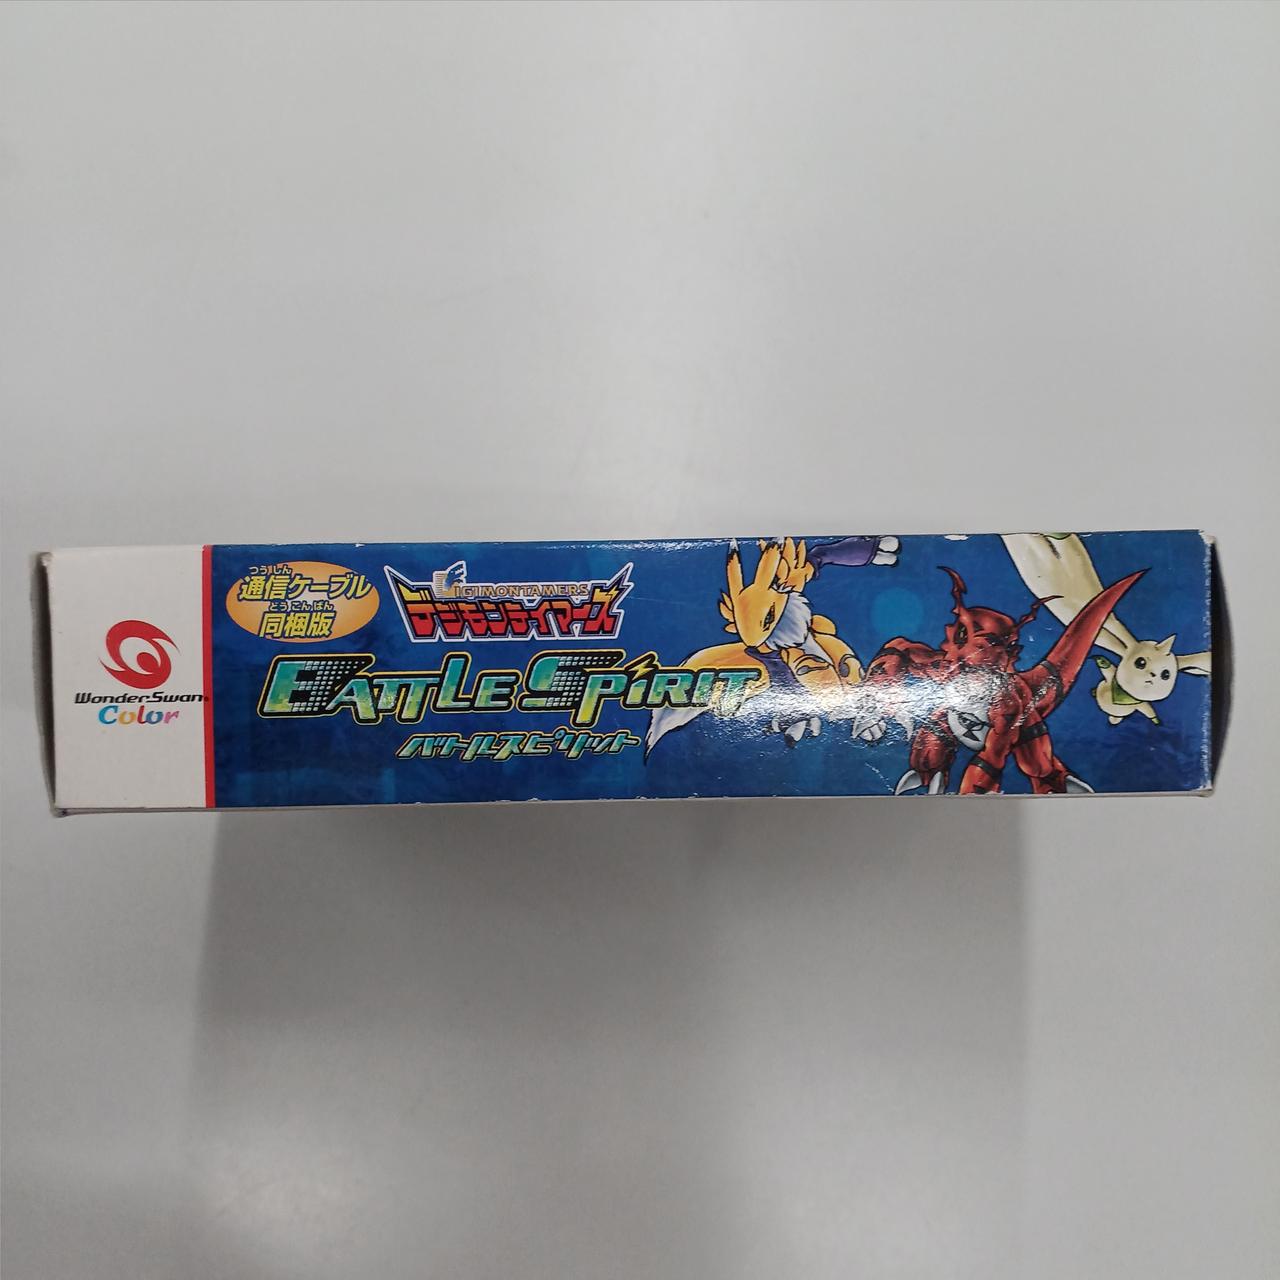 WonderSwan
Color
つうしん
通信ケーブル
どうこんばん
同梱版
DIGIMONTAMERS
デジモンテイマーズ
BATTLE SPIRIT
バトルスピリット